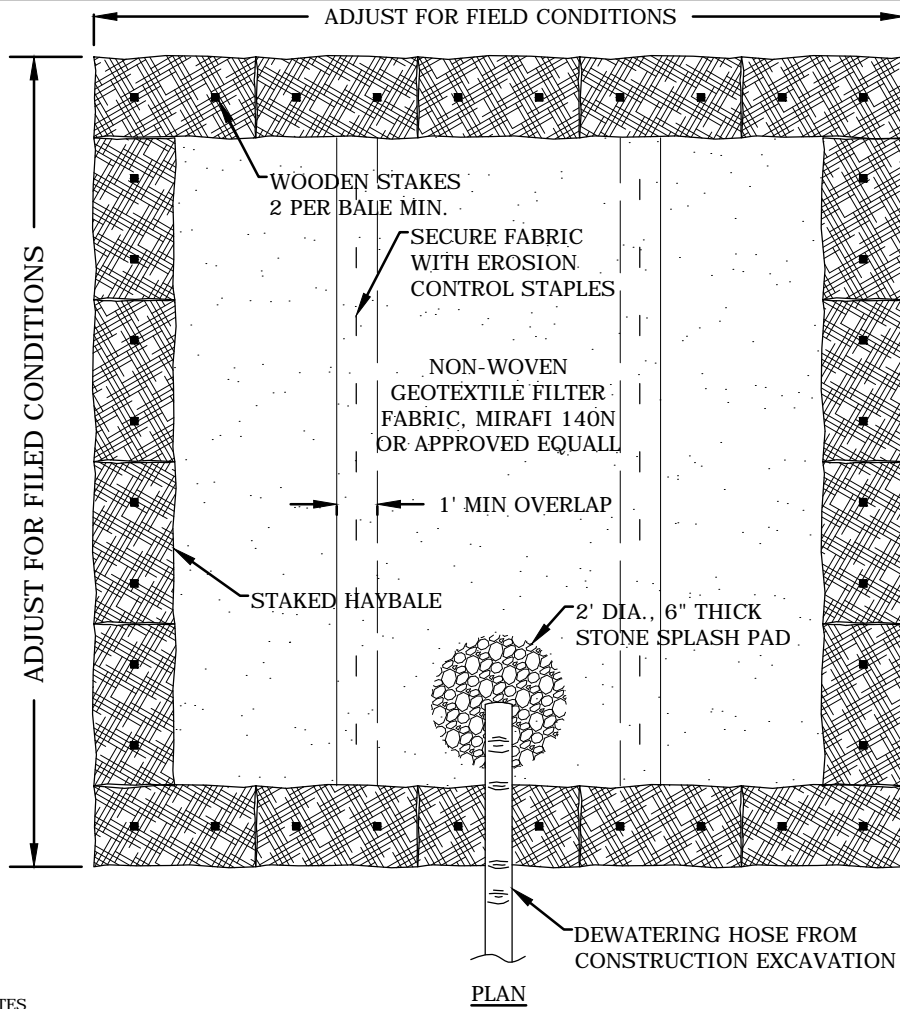 ADJUST FOR FIELD CONDITIONS
ADJUST FOR FILED CONDITIONS
WOODEN STAKES
2 PER BALE MIN.
SECURE FABRIC
WITH EROSION
CONTROL STAPLES
NON-WOVEN
GEOTEXTILE FILTER
FABRIC, MIRAFI 140N
OR APPROVED EQUALL
1' MIN OVERLAP
STAKED HAYBALE
2' DIA., 6" THICK
STONE SPLASH PAD
DEWATERING HOSE FROM
CONSTRUCTION EXCAVATION
PLAN